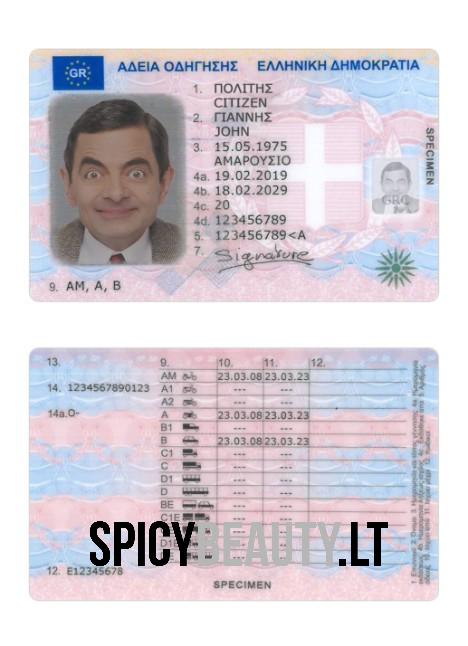 GR ΑΔΕΙΑ ΟΔΗΓΗΣΗΣ ΕΛΛΗΝΙΚΗ ΔΗΜΟΚΡΑΤΙΑ
1. ΠΟΛΙΤΗΣ
CITIZEN
2. ΓΙΑΝΝΗΣ
JOHN
3. 15.05.1975
ΑΜΑΡΟΥΣΙΟ
4a. 19.02.2019
4b. 18.02.2029
4c. 20
4d. 123456789
5. 123456789<A
7. Signature
9. AM, A, B
SPECIMEN
GRC
13. 9. 10. 11. 12.
AM 23.03.08 23.03.23
14. 1234567890123 A1 --- ---
A2 --- ---
14a.O- A 23.03.08 23.03.23
B1 --- ---
B 23.03.08 23.03.23
C1 --- ---
C --- ---
D1 --- ---
D --- ---
BE --- ---
C1E
SPICYBEAUTY.LT
12. E12345678
SPECIMEN